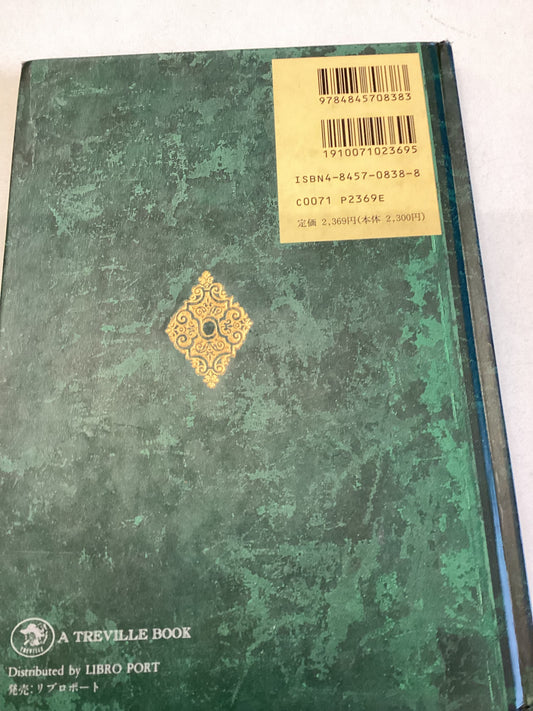 9784845708383
1910071023695
ISBN4-8457-0838-8
C0071 P2369E
定価 2,369円(本体 2,300円)
TREVILLE
A TREVILLE BOOK
Distributed by LIBRO PORT
発売:リブロポート